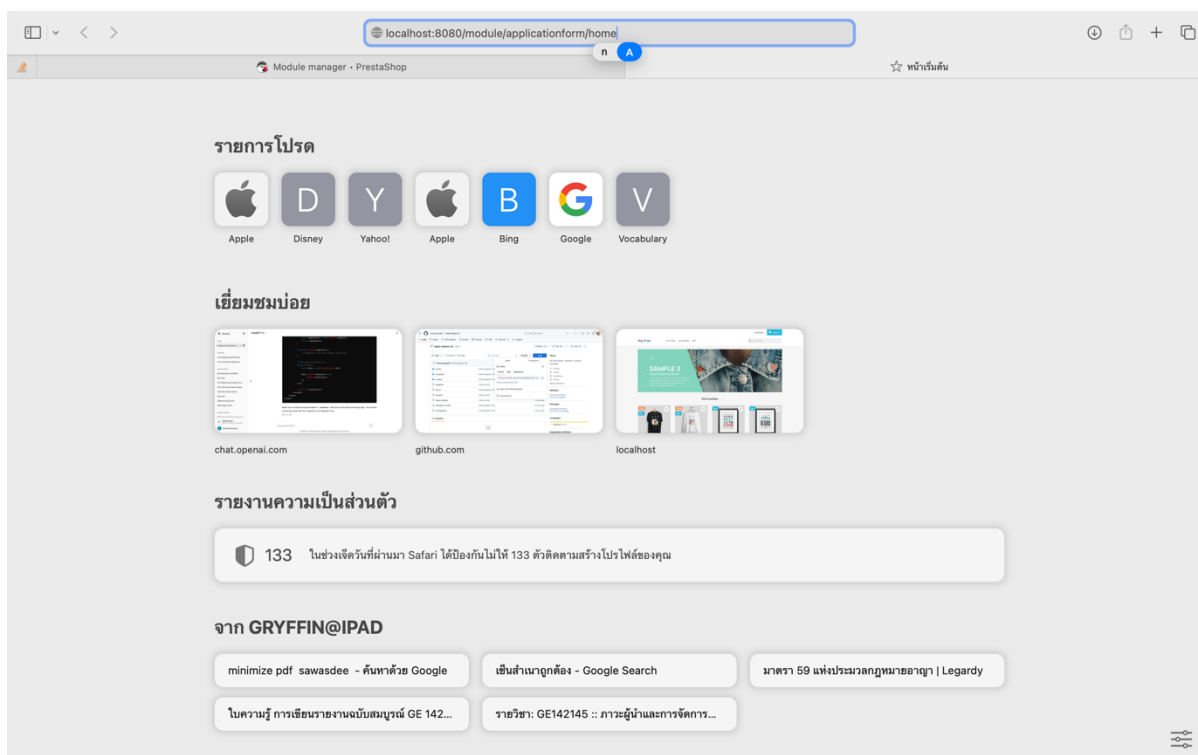 localhost:8080/module/applicationform/home
ก A
Module manager • PrestaShop
หน้าเริ่มต้น
รายการโปรด
D Y B G V
Apple Disney Yahoo! Apple Bing Google Vocabulary
เยี่ยมชมบ่อย
SAMPLE 3
chat.openai.com github.com localhost
รายงานความเป็นส่วนตัว
133 ในช่วงเจ็ดวันที่ผ่านมา Safari ได้ป้องกันไม่ให้ 133 ตัวติดตามสร้างโปรไฟล์ของคุณ
จาก GRYFFIN@IPAD
minimize pdf sawasdee - ค้นหาด้วย Google
เซ็นสำเนาถูกต้อง - Google Search
มาตรา 59 แห่งประมวลกฎหมายอาญา | Legardy
ใบความรู้ การเขียนรายงานฉบับสมบูรณ์ GE 142...
รายวิชา: GE142145 :: ภาวะผู้นำและการจัดการ...